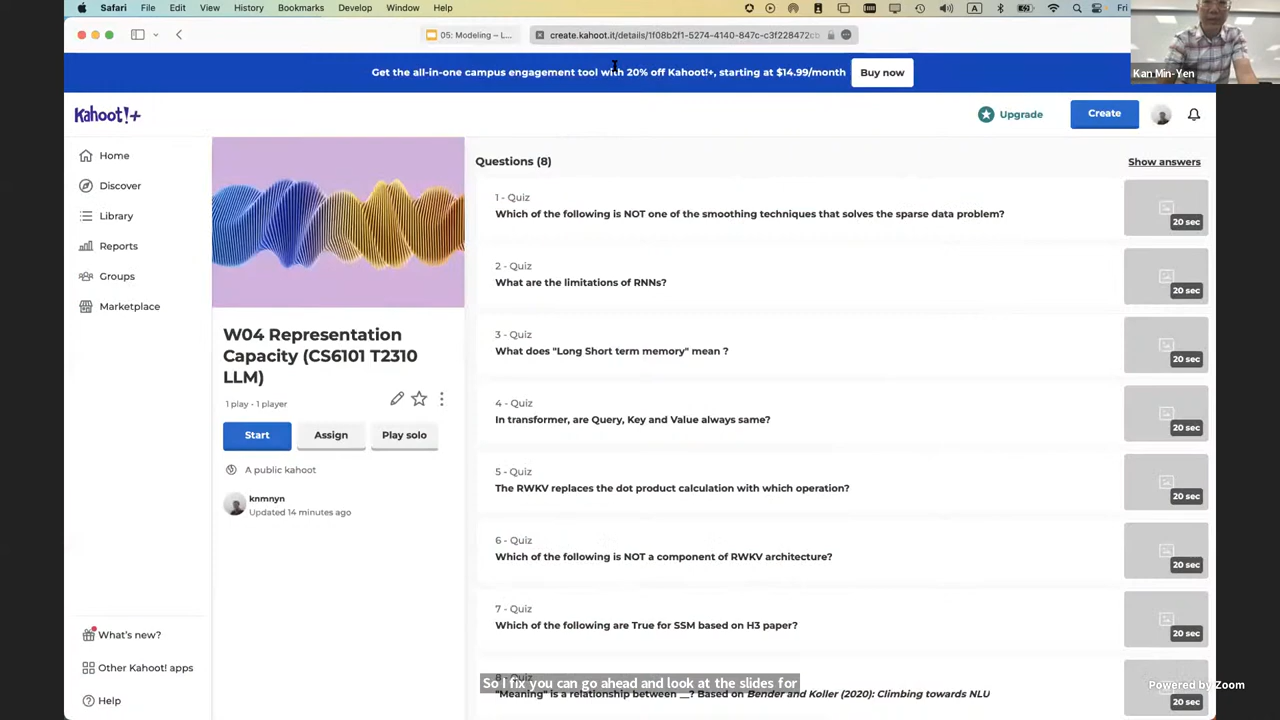 Safari File Edit View History Bookmarks Develop Window Help A Fri
05: Modeling – L... create.kahoot.it/details/1f08b2f1-5274-4140-847c-c3f228472cb
Get the all-in-one campus engagement tool with 20% off Kahoot!+, starting at $14.99/month Buy now
Kan Min-Yen
Kahoot!+ Upgrade Create
Home
Discover
Library
Reports
Groups
Marketplace
What's new?
Other Kahoot! apps
Help
W04 Representation
Capacity (CS6101 T2310
LLM)
1 play · 1 player
Start Assign Play solo
A public kahoot
knmnyn
Updated 14 minutes ago
Questions (8) Show answers
1 - Quiz
Which of the following is NOT one of the smoothing techniques that solves the sparse data problem?
20 sec
2 - Quiz
What are the limitations of RNNs?
20 sec
3 - Quiz
What does "Long Short term memory" mean ?
20 sec
4 - Quiz
In transformer, are Query, Key and Value always same?
20 sec
5 - Quiz
The RWKV replaces the dot product calculation with which operation?
20 sec
6 - Quiz
Which of the following is NOT a component of RWKV architecture?
20 sec
7 - Quiz
Which of the following are True for SSM based on H3 paper?
20 sec
8 - Quiz
So I fix you can go ahead and look at the slides for
"Meaning" is a relationship between __? Based on Bender and Koller (2020): Climbing towards NLU
20 sec
Powered by Zoom